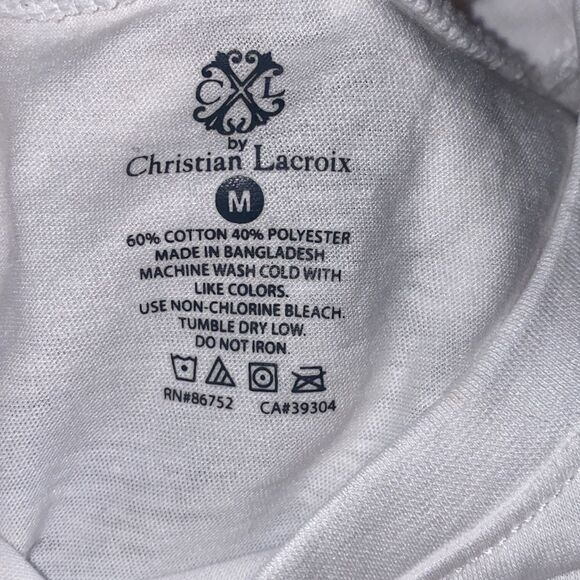 C L
by
Christian Lacroix
M
60% COTTON 40% POLYESTER
MADE IN BANGLADESH
MACHINE WASH COLD WITH
LIKE COLORS.
USE NON-CHLORINE BLEACH.
TUMBLE DRY LOW.
DO NOT IRON.
RN#86752 CA#39304